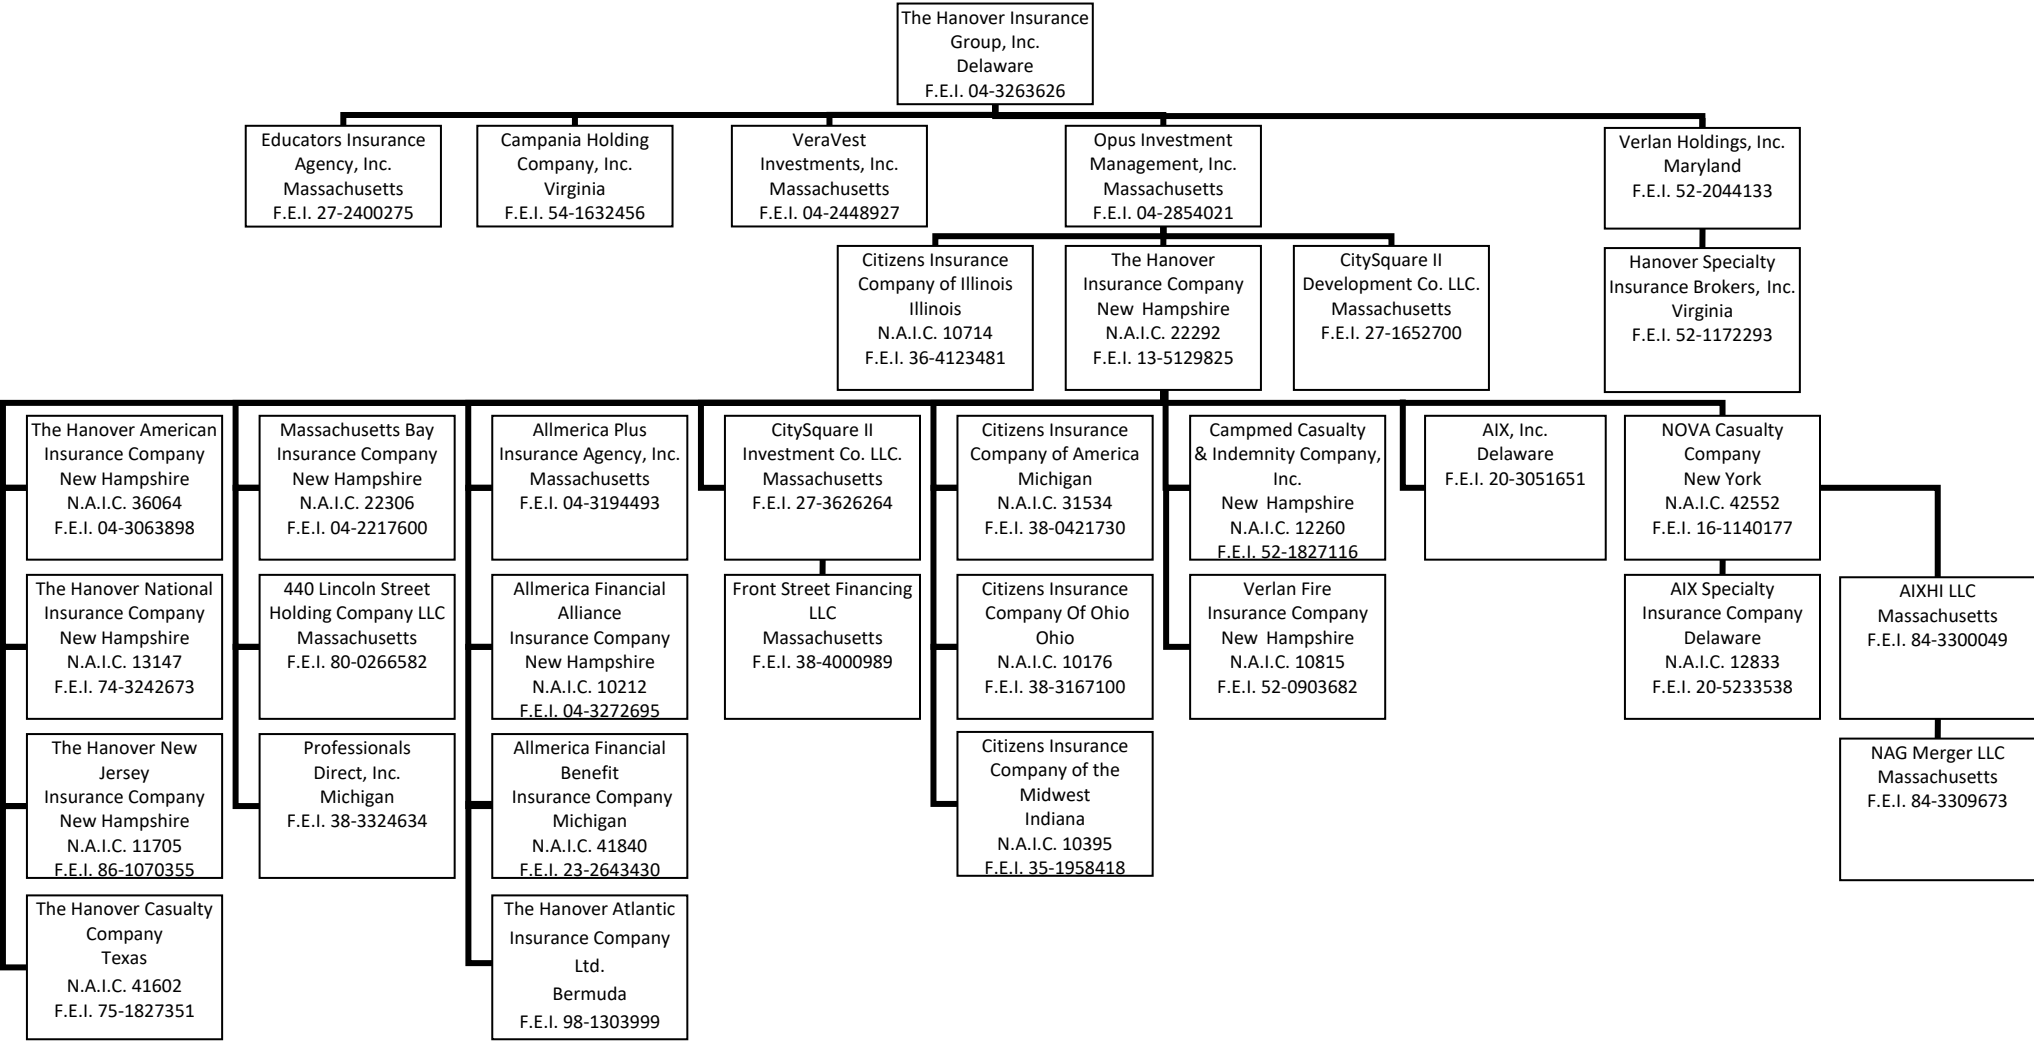 The Hanover Insurance
Group, Inc.
Delaware
F.E.I. 04-3263626
Educators Insurance
Agency, Inc.
Massachusetts
F.E.I. 27-2400275
Campania Holding
Company, Inc.
Virginia
F.E.I. 54-1632456
VeraVest
Investments, Inc.
Massachusetts
F.E.I. 04-2448927
Opus Investment
Management, Inc.
Massachusetts
F.E.I. 04-2854021
Verlan Holdings, Inc.
Maryland
F.E.I. 52-2044133
Citizens Insurance
Company of Illinois
Illinois
N.A.I.C. 10714
F.E.I. 36-4123481
The Hanover
Insurance Company
New Hampshire
N.A.I.C. 22292
F.E.I. 13-5129825
CitySquare II
Development Co. LLC.
Massachusetts
F.E.I. 27-1652700
Hanover Specialty
Insurance Brokers, Inc.
Virginia
F.E.I. 52-1172293
The Hanover American
Insurance Company
New Hampshire
N.A.I.C. 36064
F.E.I. 04-3063898
Massachusetts Bay
Insurance Company
New Hampshire
N.A.I.C. 22306
F.E.I. 04-2217600
Allmerica Plus
Insurance Agency, Inc.
Massachusetts
F.E.I. 04-3194493
CitySquare II
Investment Co. LLC.
Massachusetts
F.E.I. 27-3626264
Citizens Insurance
Company of America
Michigan
N.A.I.C. 31534
F.E.I. 38-0421730
Campmed Casualty
& Indemnity Company,
Inc.
New Hampshire
N.A.I.C. 12260
F.E.I. 52-1827116
AIX, Inc.
Delaware
F.E.I. 20-3051651
NOVA Casualty
Company
New York
N.A.I.C. 42552
F.E.I. 16-1140177
The Hanover National
Insurance Company
New Hampshire
N.A.I.C. 13147
F.E.I. 74-3242673
440 Lincoln Street
Holding Company LLC
Massachusetts
F.E.I. 80-0266582
Allmerica Financial
Alliance
Insurance Company
New Hampshire
N.A.I.C. 10212
F.E.I. 04-3272695
Front Street Financing
LLC
Massachusetts
F.E.I. 38-4000989
Citizens Insurance
Company Of Ohio
Ohio
N.A.I.C. 10176
F.E.I. 38-3167100
Verlan Fire
Insurance Company
New Hampshire
N.A.I.C. 10815
F.E.I. 52-0903682
AIX Specialty
Insurance Company
Delaware
N.A.I.C. 12833
F.E.I. 20-5233538
AIXHI LLC
Massachusetts
F.E.I. 84-3300049
The Hanover New
Jersey
Insurance Company
New Hampshire
N.A.I.C. 11705
F.E.I. 86-1070355
Professionals
Direct, Inc.
Michigan
F.E.I. 38-3324634
Allmerica Financial
Benefit
Insurance Company
Michigan
N.A.I.C. 41840
F.E.I. 23-2643430
Citizens Insurance
Company of the
Midwest
Indiana
N.A.I.C. 10395
F.E.I. 35-1958418
NAG Merger LLC
Massachusetts
F.E.I. 84-3309673
The Hanover Casualty
Company
Texas
N.A.I.C. 41602
F.E.I. 75-1827351
The Hanover Atlantic
Insurance Company
Ltd.
Bermuda
F.E.I. 98-1303999